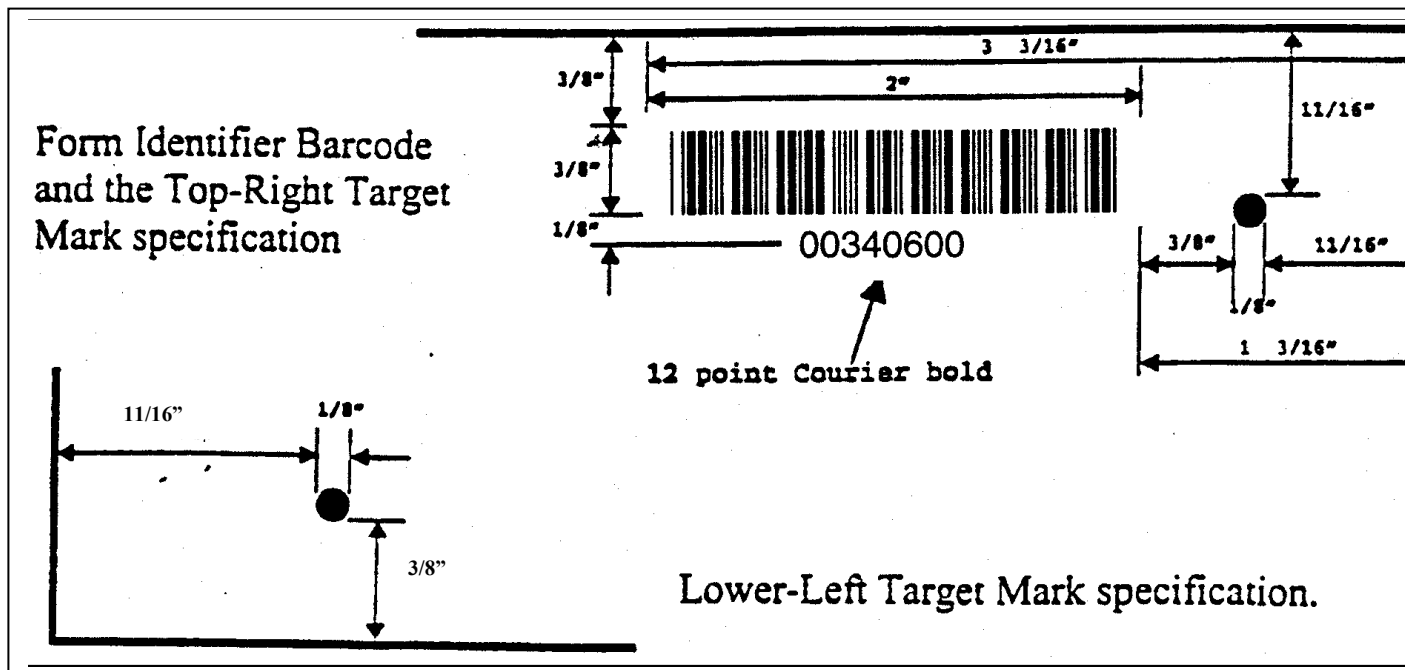 3 3/16"
3/8"
2"
11/16"
Form Identifier Barcode
and the Top-Right Target
Mark specification
3/8"
1/8"
00340600
3/8"
11/16"
1/8"
1 3/16"
12 point Courier bold
11/16”
1/8"
3/8”
Lower-Left Target Mark specification.